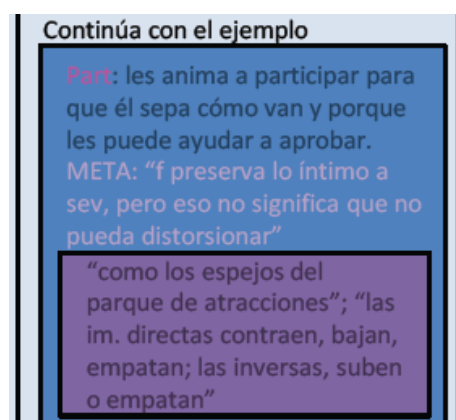 Continúa con el ejemplo
Part: les anima a participar para
que él sepa cómo van y porque
les puede ayudar a aprobar.
META: “f preserva lo íntimo a
sev, pero eso no significa que no
pueda distorsionar”
“como los espejos del
parque de atracciones”; “las
im. directas contraen, bajan,
empatan; las inversas, suben
o empatan”